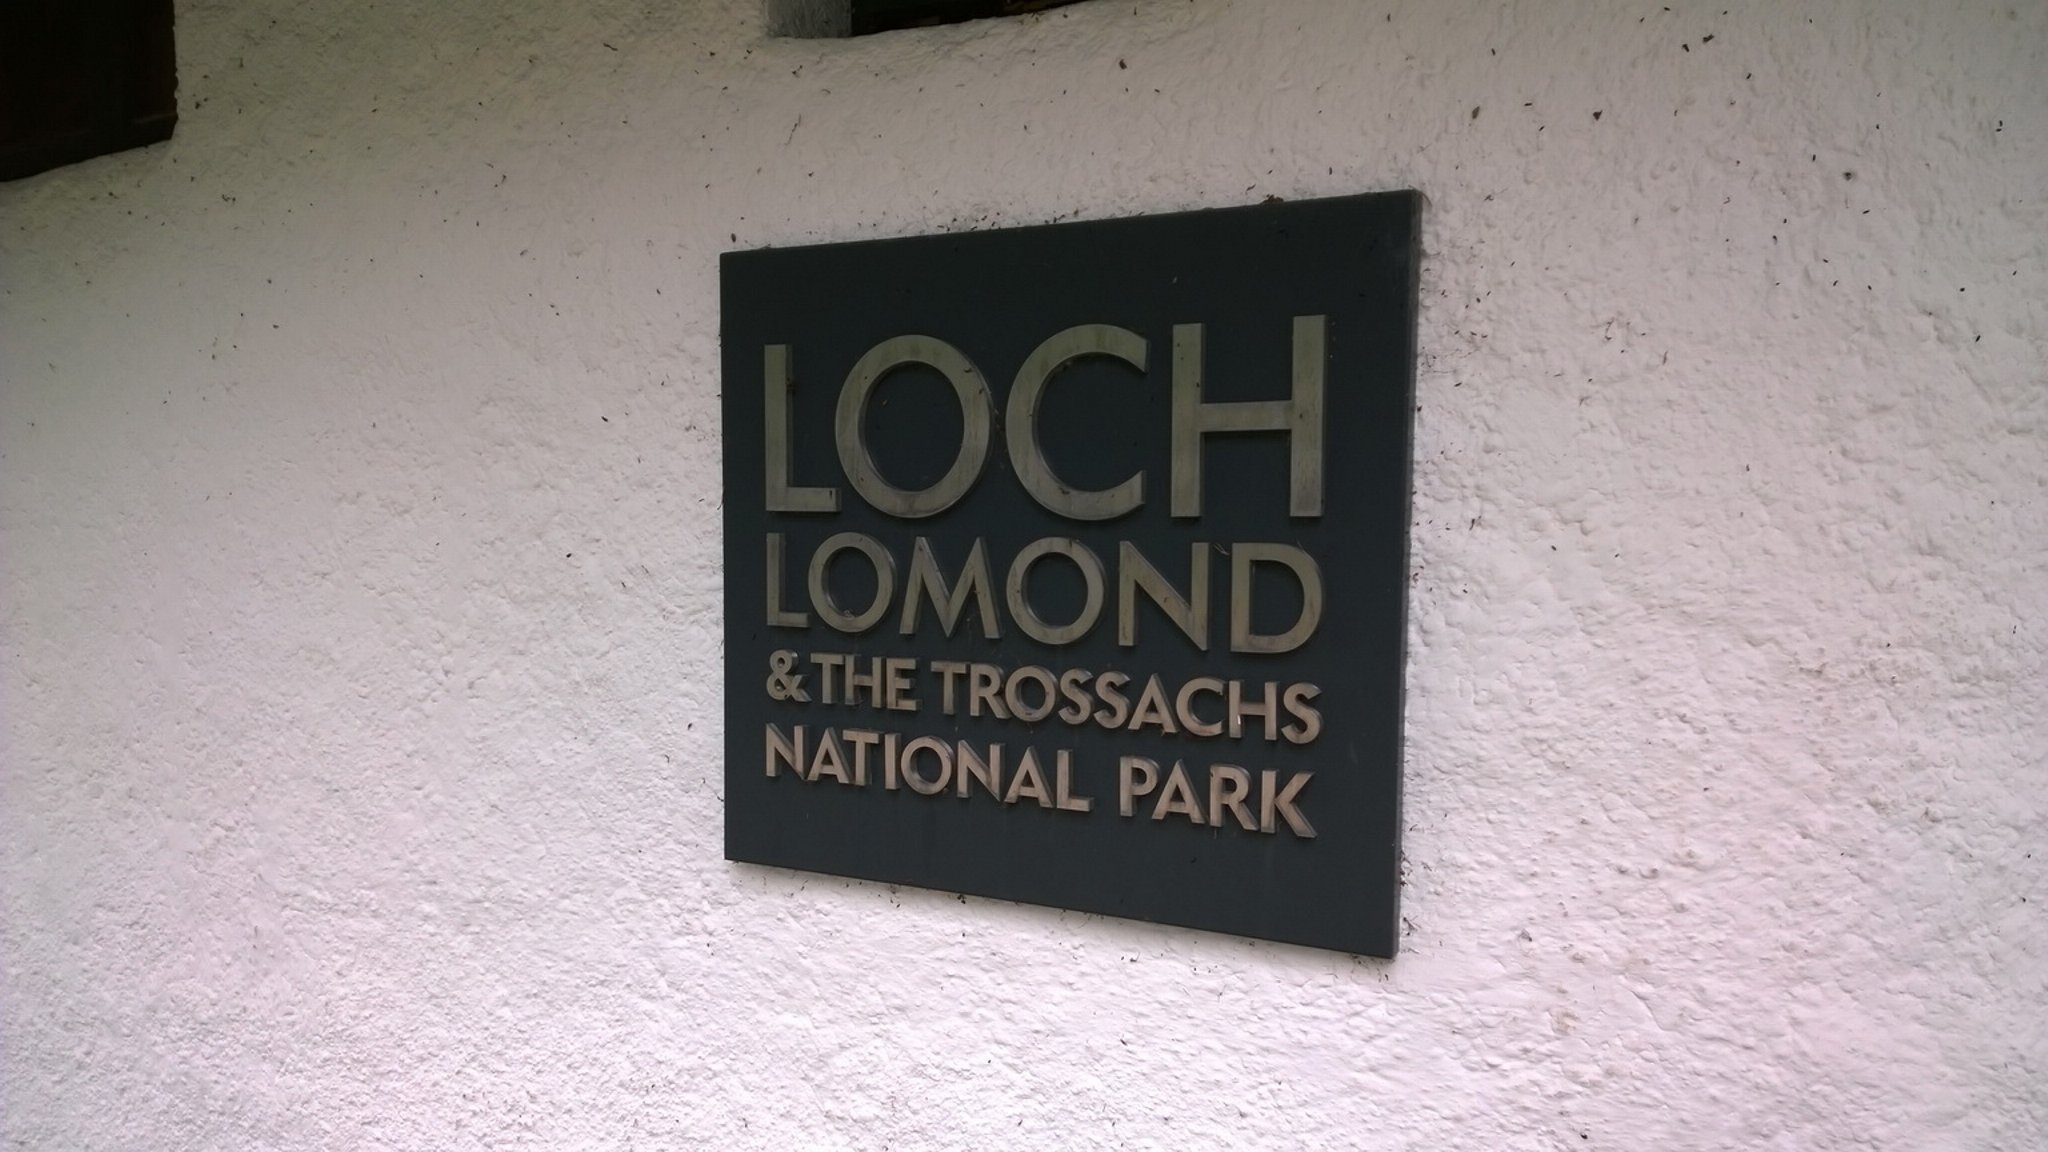 LOCH
LOMOND
& THE TROSSACHS
NATIONAL PARK